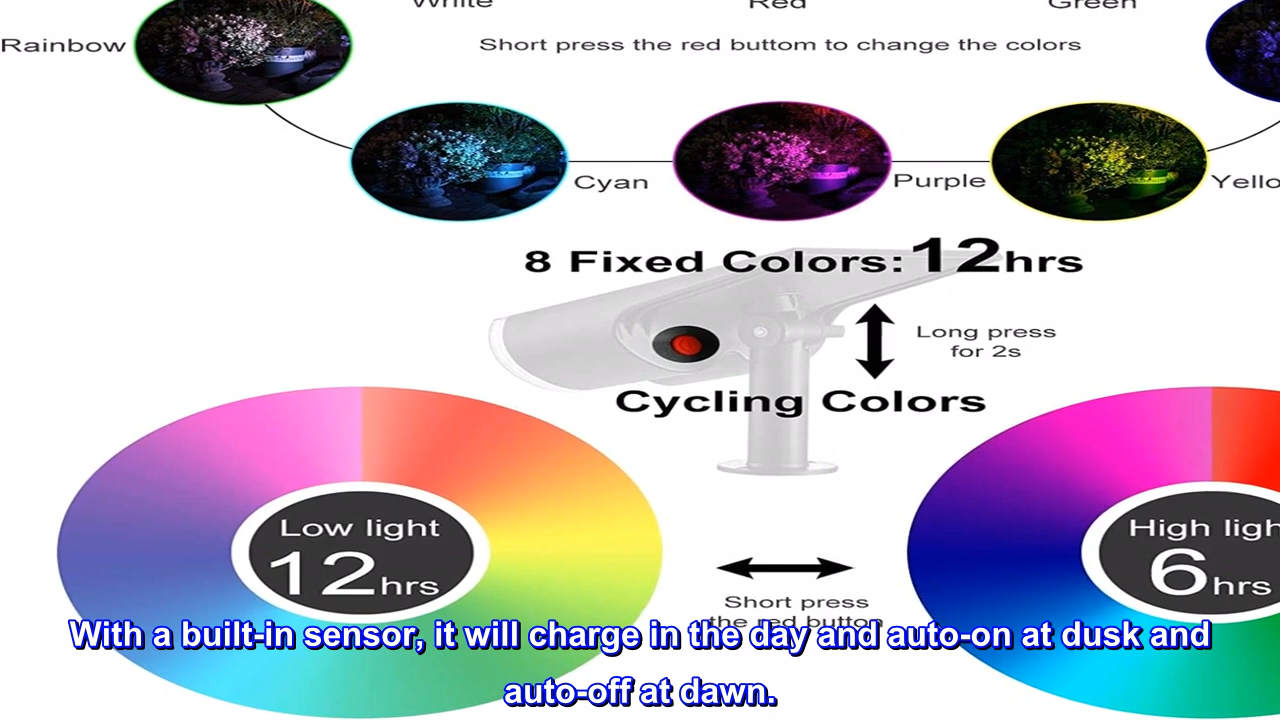 White Red Green
Rainbow
Short press the red buttom to change the colors
Cyan
Purple
Yello
8 Fixed Colors: 12hrs
Long press
for 2s
Cycling Colors
Low light
12hrs
High ligh
6hrs
Short press
the red button
With a built-in sensor, it will charge in the day and auto-on at dusk and
auto-off at dawn.